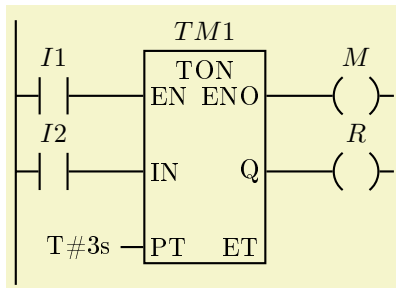 TM1
I1 TON M
EN ENO
I2 R
IN Q
T#3s PT ET